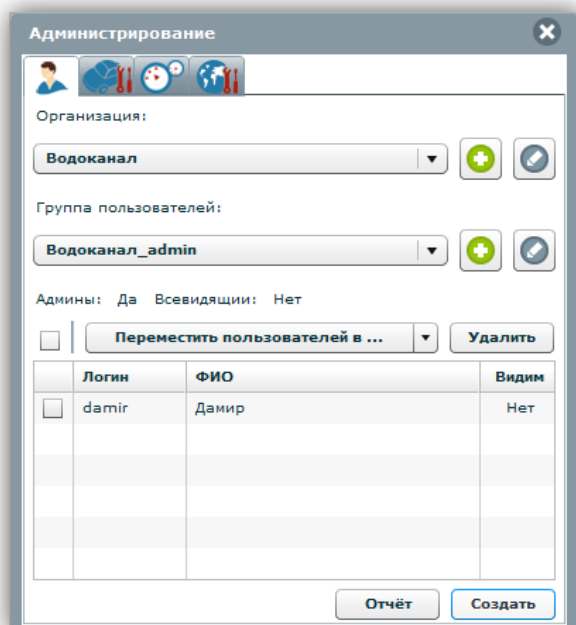 Администрирование
Организация:
Водоканал
Группа пользователей:
Водоканал_admin
Админы: Да Всевидящии: Нет
Переместить пользователей в ... Удалить
Логин ФИО Видим
damir Дамир Нет
Отчёт Создать